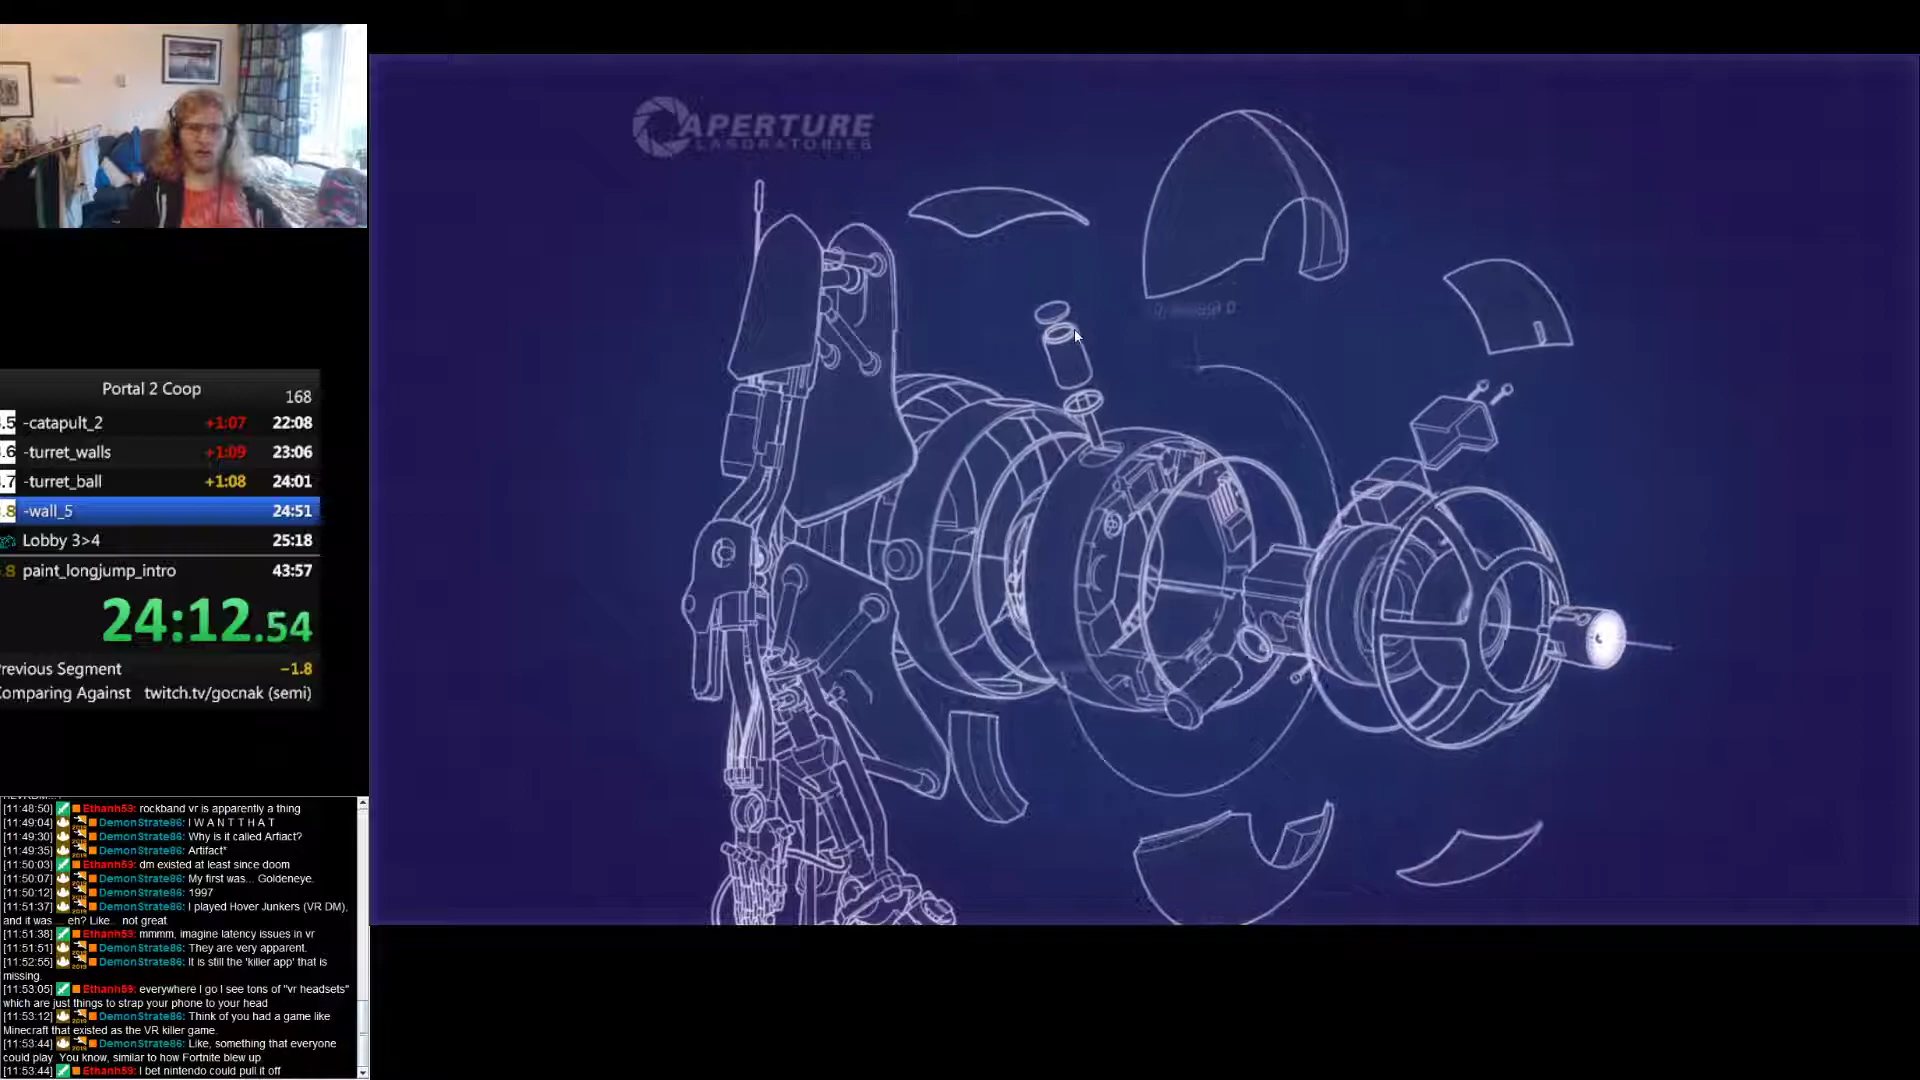 APERTURE
LABORATORIES
Portal 2 Coop
168
.5 -catapult_2 +1:07 22:08
.6 -turret_walls +1:09 23:06
.7 -turret_ball +1:08 24:01
.8 -wall_5 24:51
Lobby 3>4 25:18
.8 paint_longjump_intro 43:57
24:12.54
revious Segment −1.8
omparing Against twitch.tv/gocnak (semi)
[11:48:50] Ethanh59: rockband vr is apparently a thing
[11:49:04] DemonStrate86: I W A N T T H A T
[11:49:30] DemonStrate86: Why is it called Arfiact?
[11:49:35] DemonStrate86: Artifact*
[11:50:03] Ethanh59: dm existed at least since doom
[11:50:07] DemonStrate86: My first was... Goldeneye.
[11:50:12] DemonStrate86: 1997
[11:51:37] DemonStrate86: I played Hover Junkers (VR DM),
and it was... eh? Like... not great
[11:51:38] Ethanh59: mmmm, imagine latency issues in vr
[11:51:51] DemonStrate86: They are very apparent.
[11:52:55] DemonStrate86: It is still the 'killer app' that is
missing.
[11:53:05] Ethanh59: everywhere I go I see tons of "vr headsets"
which are just things to strap your phone to your head
[11:53:12] DemonStrate86: Think of you had a game like
Minecraft that existed as the VR killer game.
[11:53:44] DemonStrate86: Like, something that everyone
could play. You know, similar to how Fortnite blew up
[11:53:44] Ethanh59: I bet nintendo could pull it off